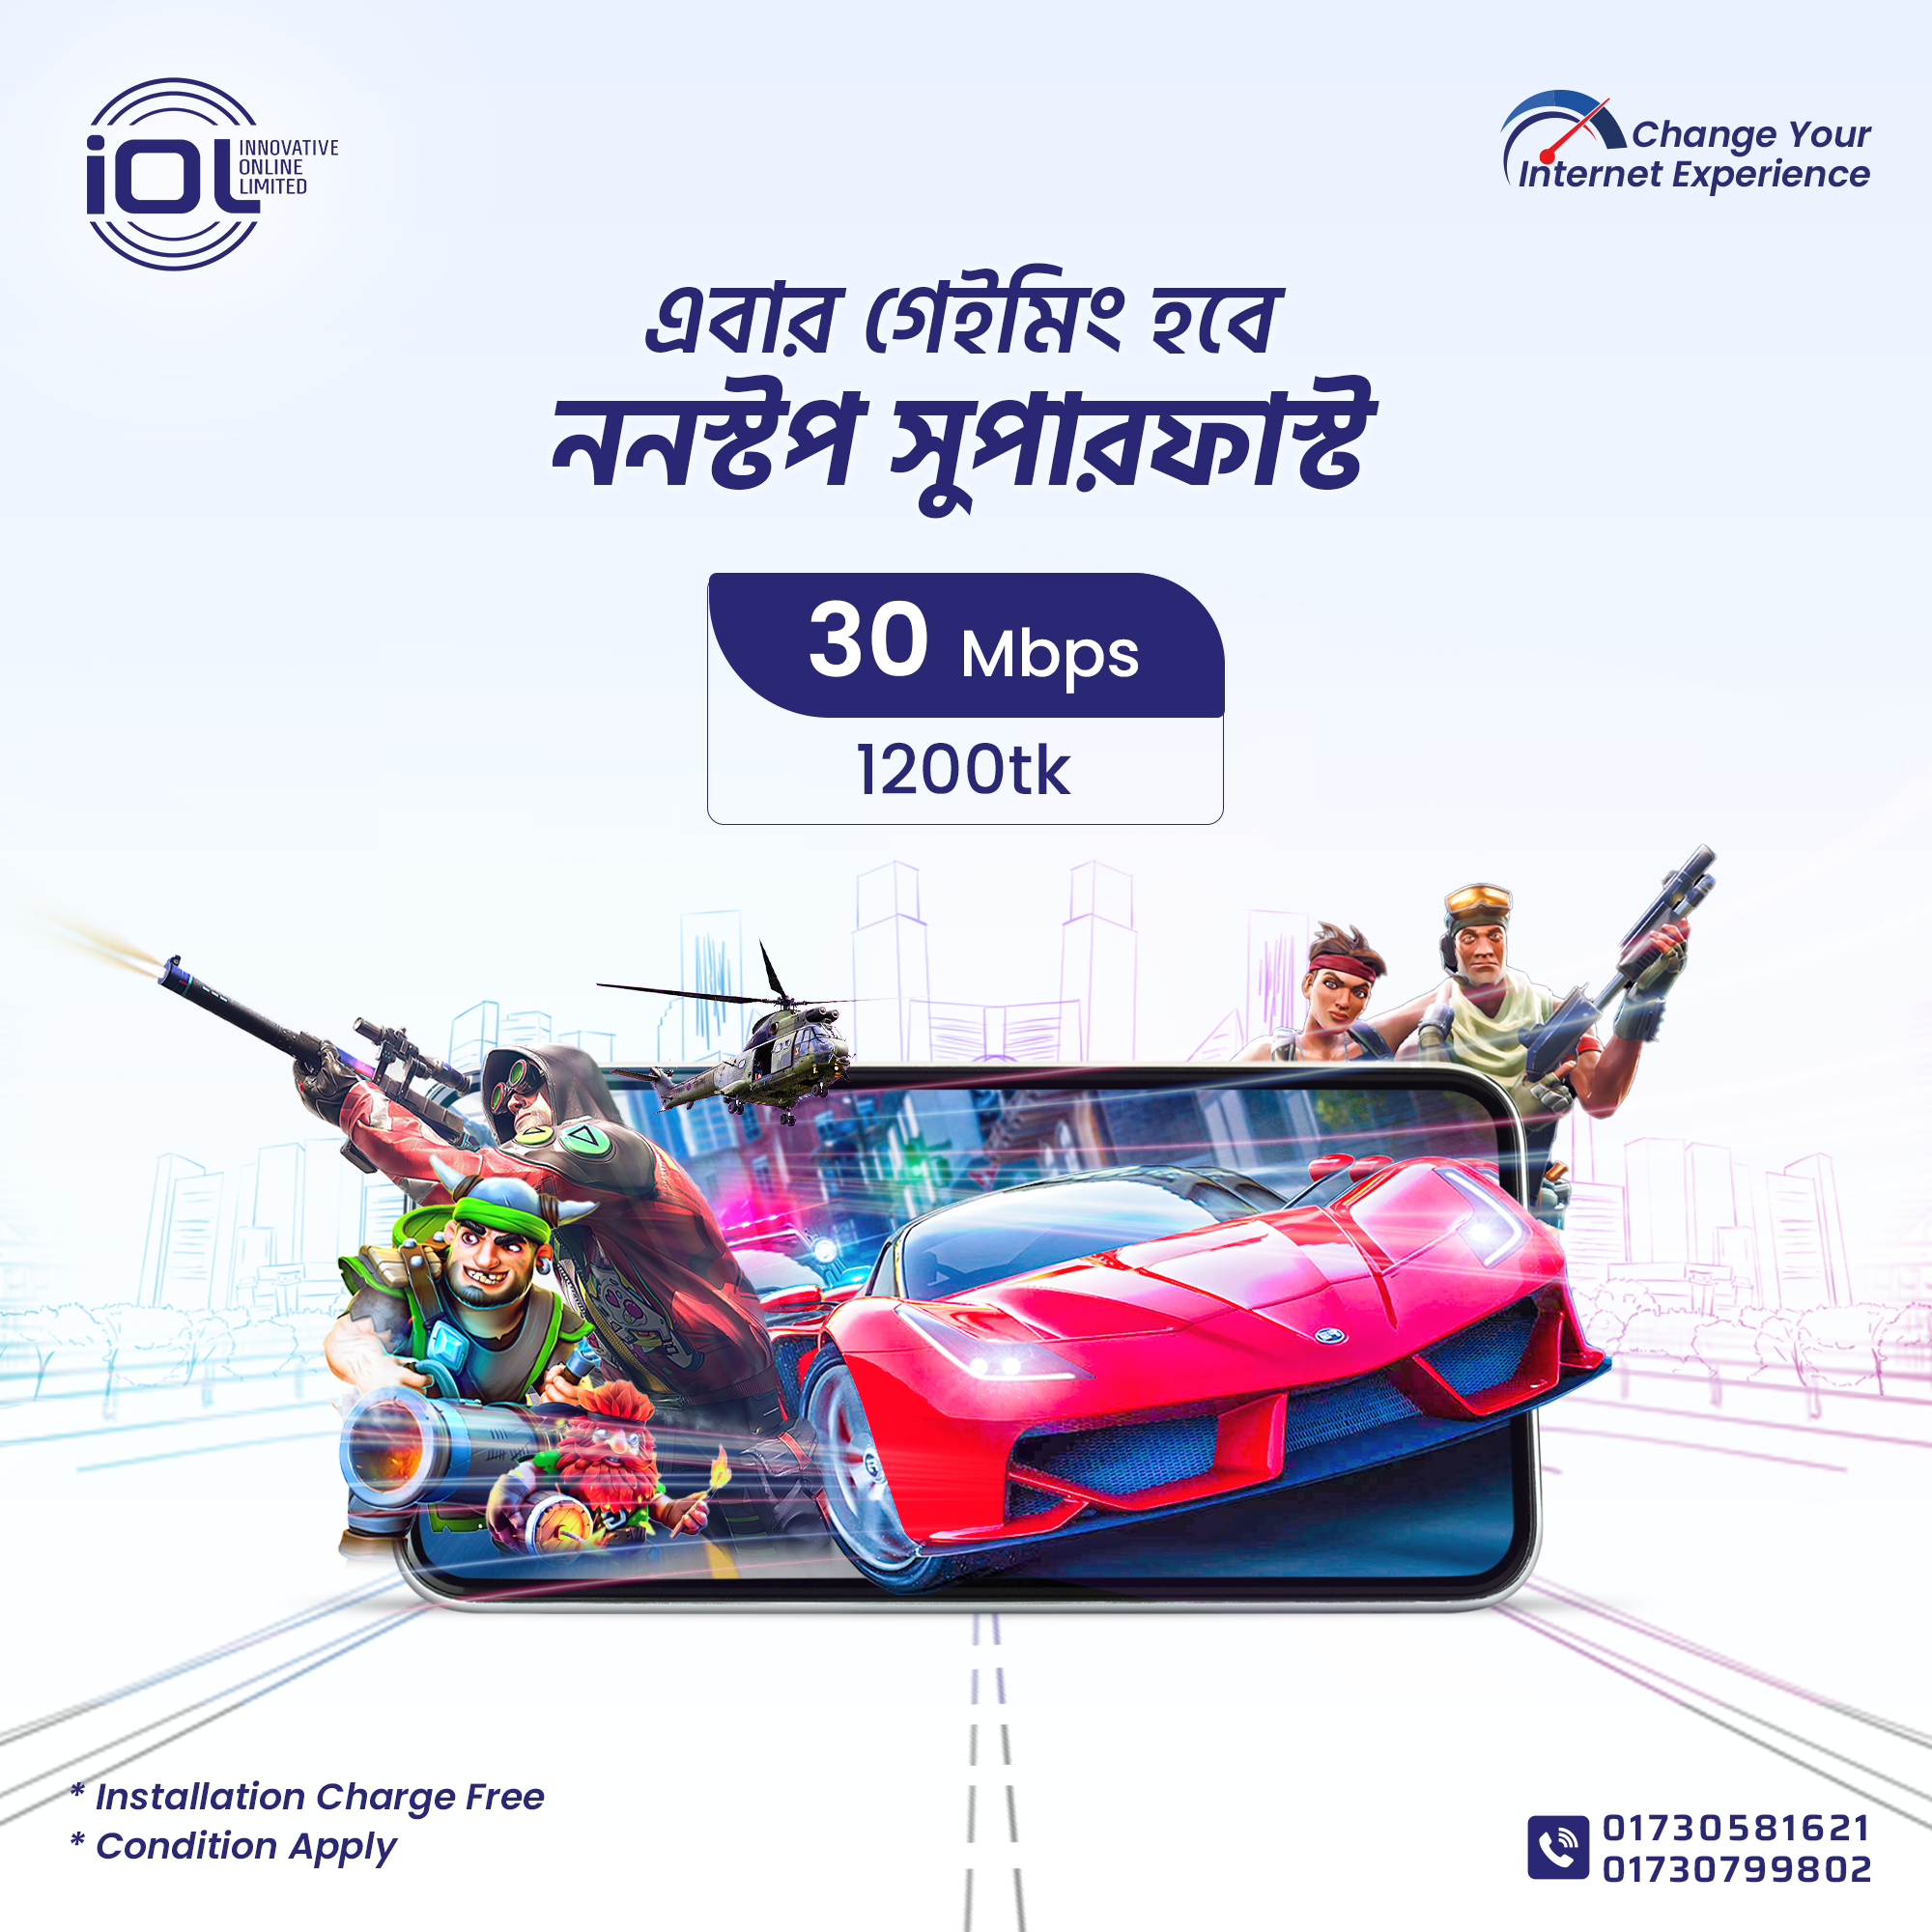 iOL INNOVATIVE
ONLINE
LIMITED
Change Your
Internet Experience
এবার গেইমিং হবে
ননস্টপ সুপারফাস্ট
30 Mbps
1200tk
* Installation Charge Free
* Condition Apply
01730581621
01730799802